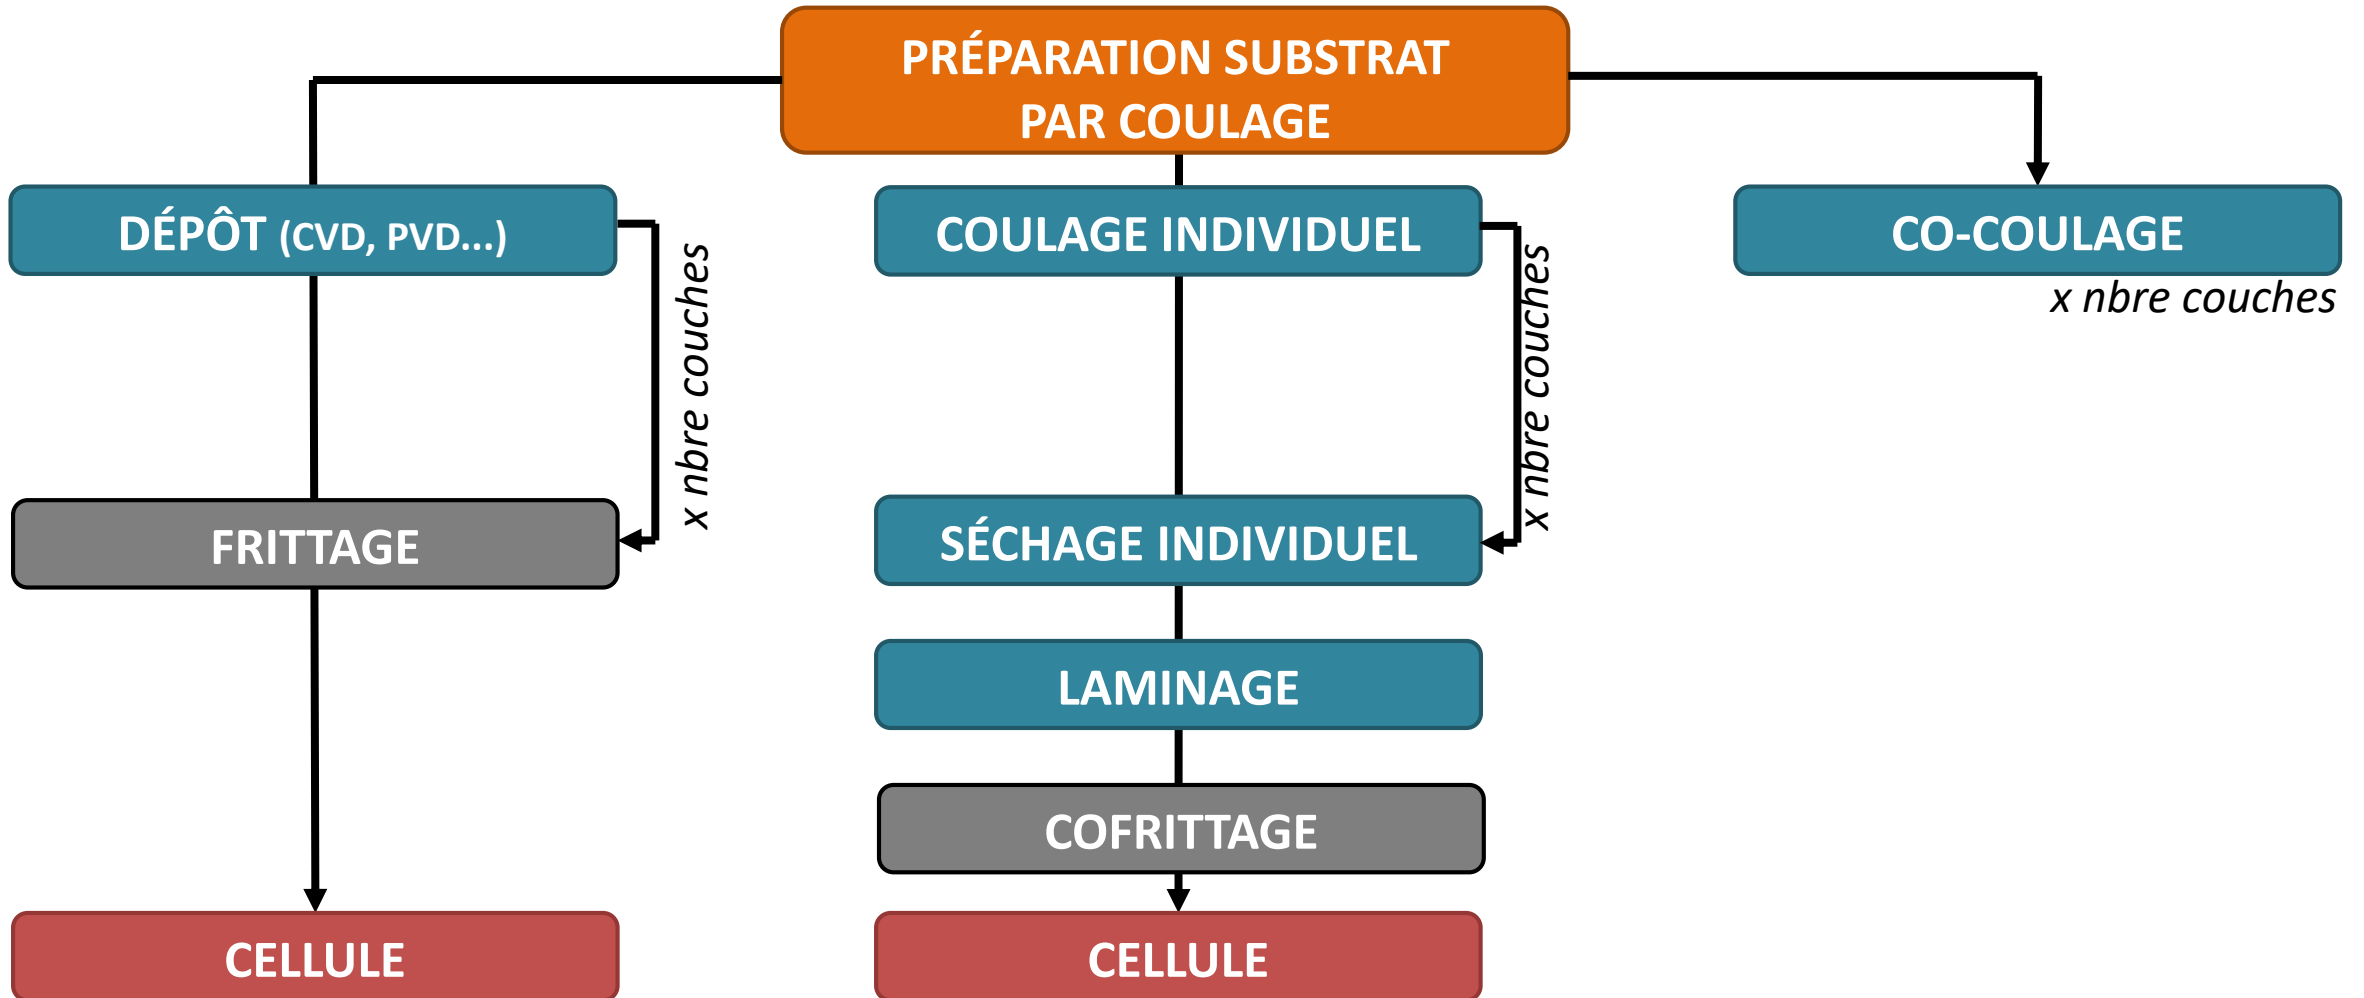 PRÉPARATION SUBSTRAT
PAR COULAGE
DÉPÔT (CVD, PVD...)
x nbre couches
FRITTAGE
CELLULE
COULAGE INDIVIDUEL
x nbre couches
SÉCHAGE INDIVIDUEL
LAMINAGE
COFRITTAGE
CELLULE
CO-COULAGE
x nbre couches